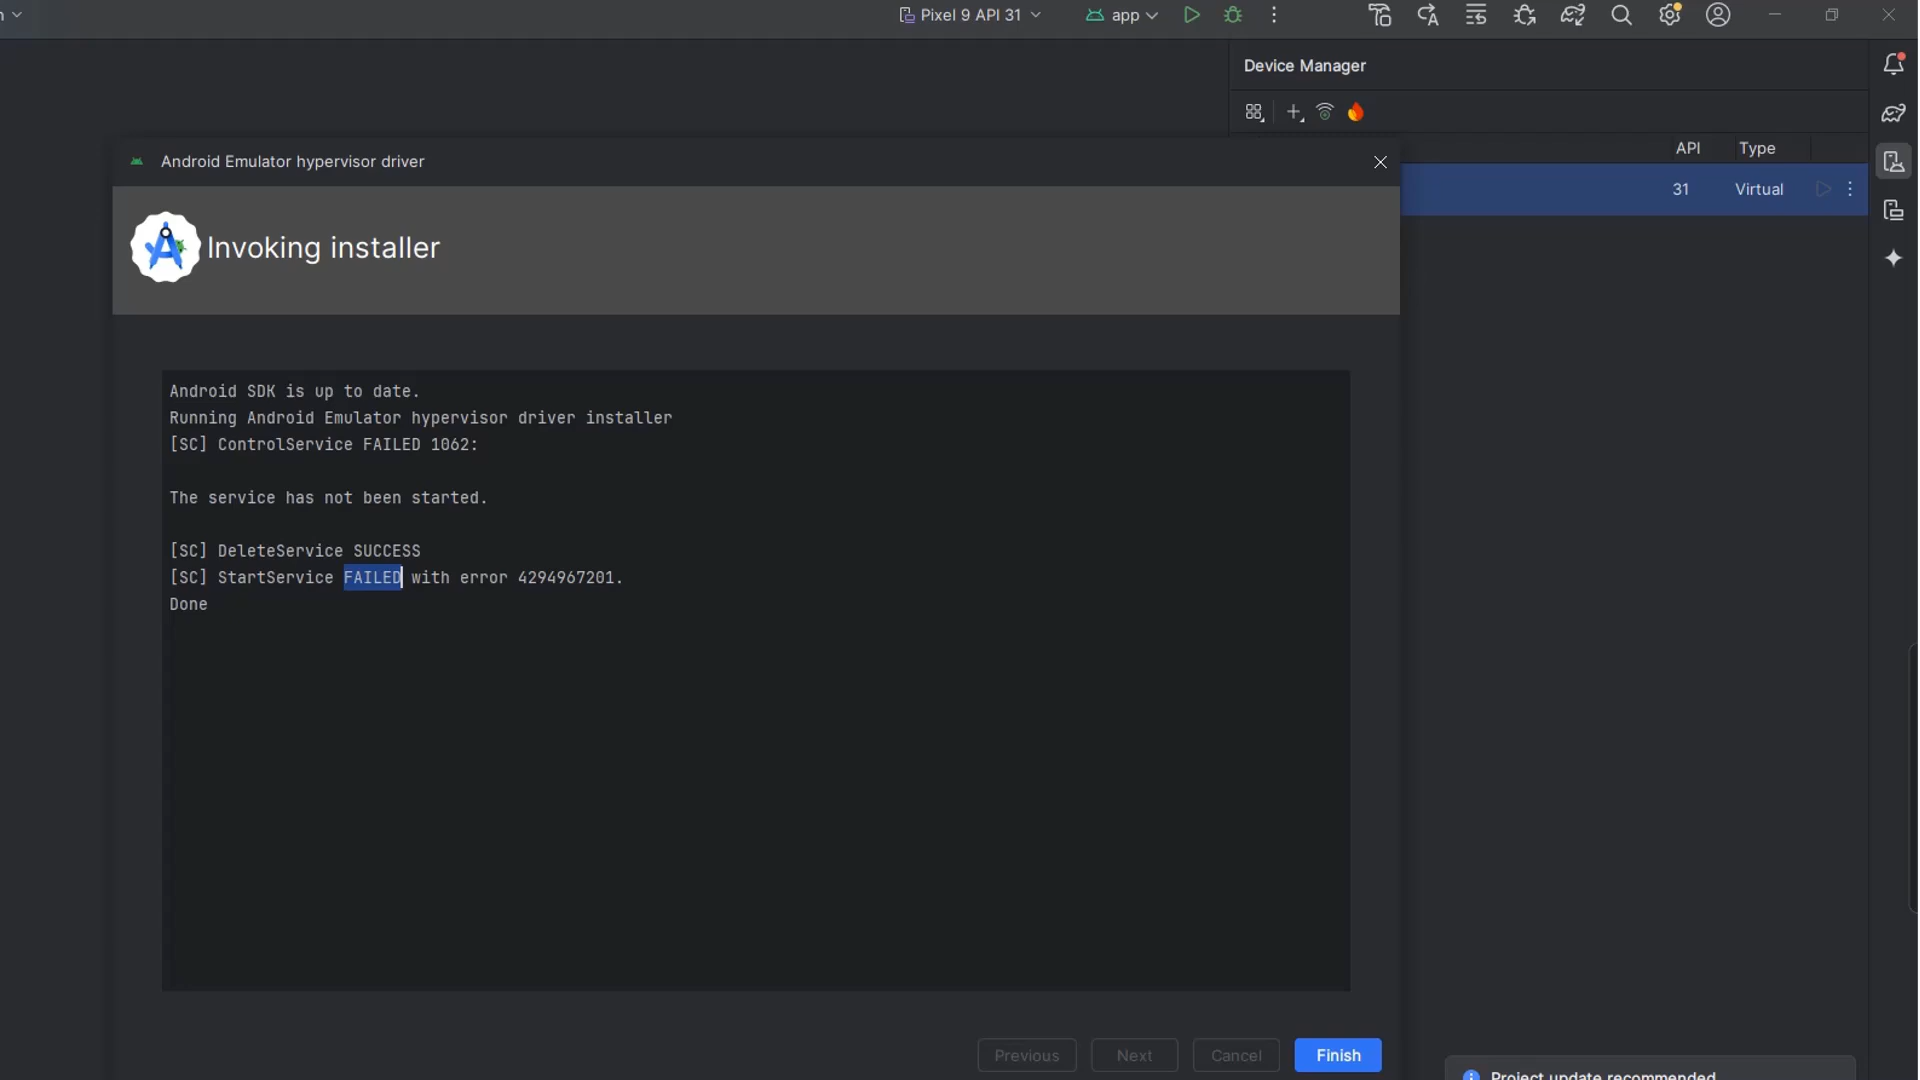 Pixel 9 API 31
app
Device Manager
Android Emulator hypervisor driver
API
Type
31
Virtual
Invoking installer
Android SDK is up to date.
Running Android Emulator hypervisor driver installer
[SC] ControlService FAILED 1062:
The service has not been started.
[SC] DeleteService SUCCESS
[SC] StartService FAILED with error 4294967201.
Done
Previous
Next
Cancel
Finish
Project update recommended